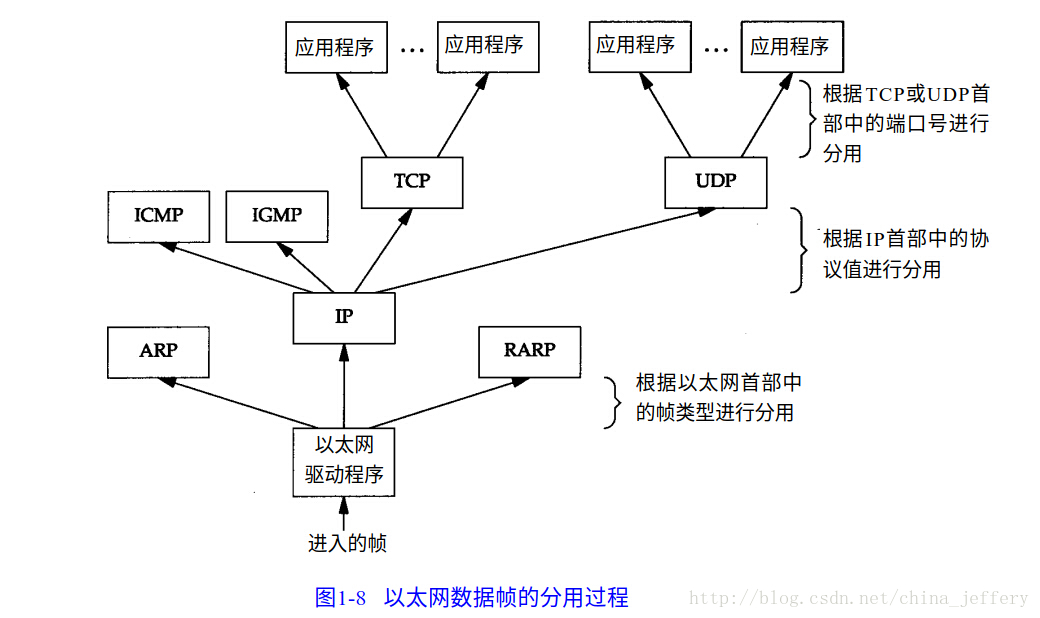 应用程序 … 应用程序 应用程序 … 应用程序
根据TCP或UDP首
部中的端口号进行
分用
TCP UDP
ICMP IGMP
根据IP首部中的协
议值进行分用
IP
ARP RARP
根据以太网首部中
的帧类型进行分用
以太网
驱动程序
进入的帧
图1-8 以太网数据帧的分用过程
http://blog.csdn.net/china_jeffery